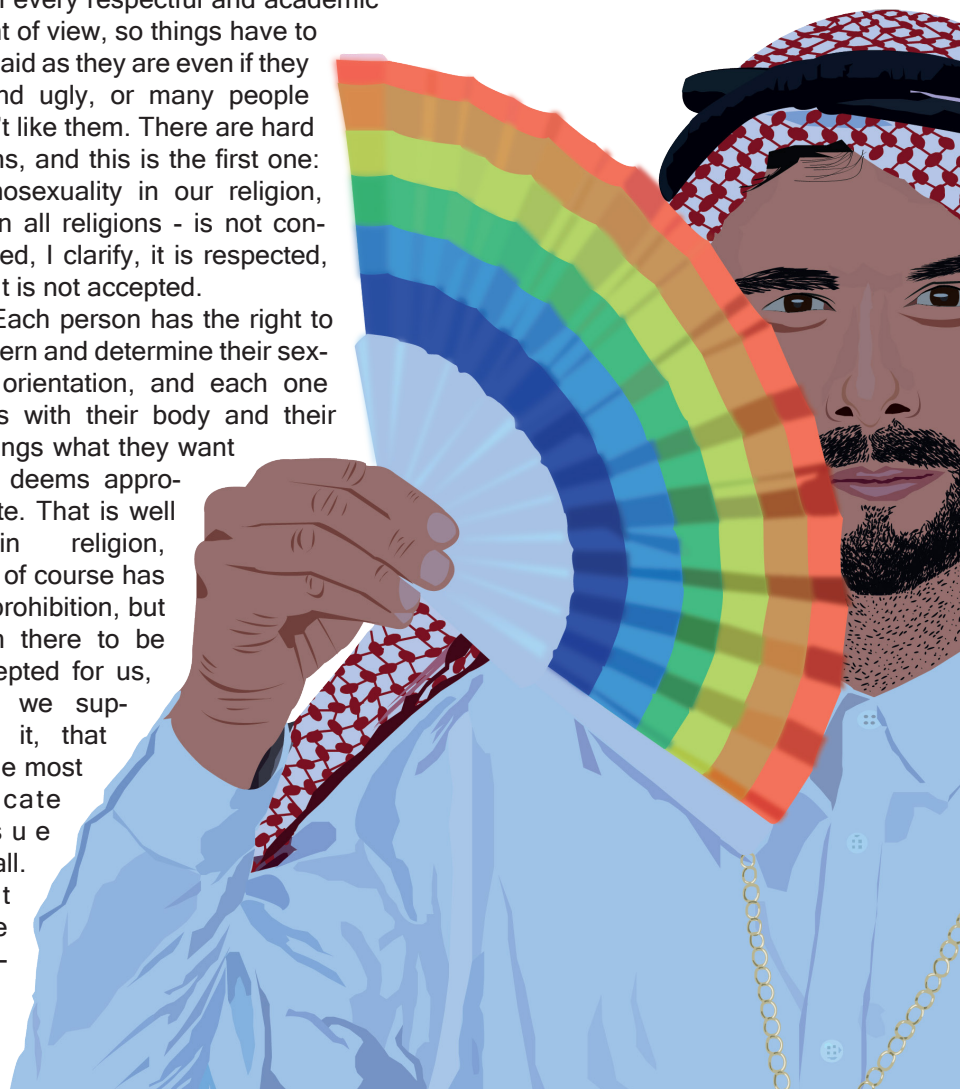 every respectful and academic
of view, so things have to
aid as they are even if they
nd ugly, or many people
't like them. There are hard
ns, and this is the first one:
nosexuality in our religion,
n all religions - is not con-
ed, I clarify, it is respected,
t is not accepted.
Each person has the right to
ern and determine their sex-
orientation, and each one
s with their body and their
ngs what they want
deems appro-
te. That is well
in religion,
of course has
prohibition, but
n there to be
epted for us,
we sup-
it, that
e most
cate
sue
all.
t
e
-